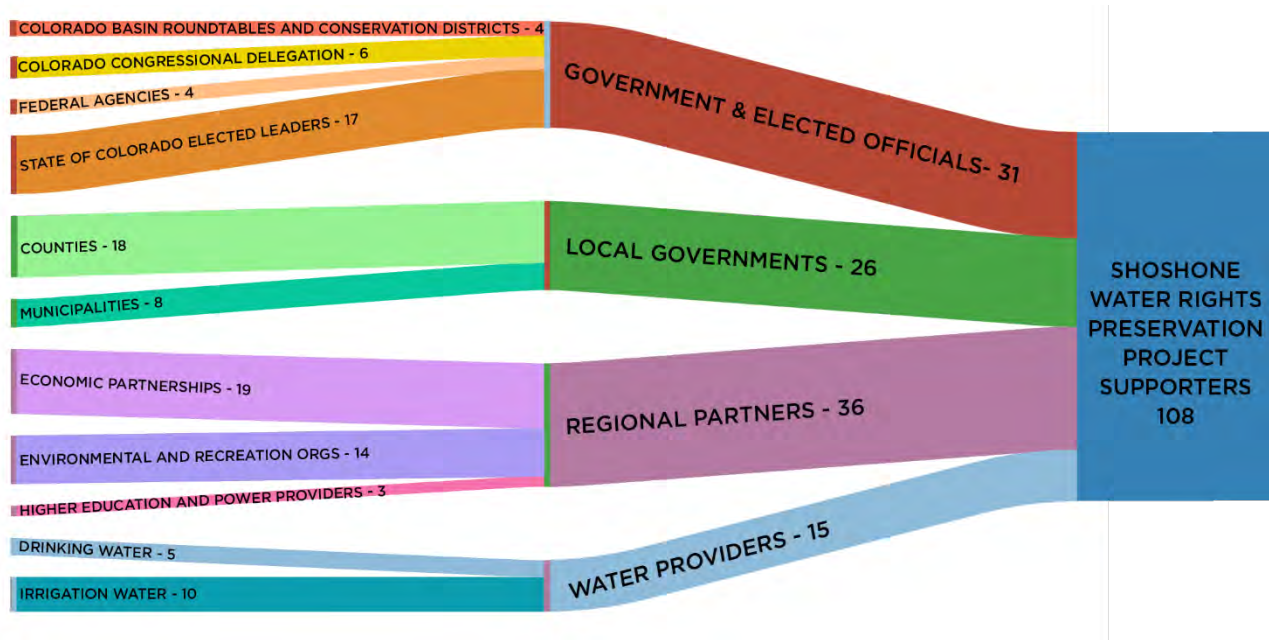 COLORADO BASIN ROUNDTABLES AND CONSERVATION DISTRICTS - 4
COLORADO CONGRESSIONAL DELEGATION - 6
FEDERAL AGENCIES - 4
STATE OF COLORADO ELECTED LEADERS - 17
COUNTIES - 18
MUNICIPALITIES - 8
ECONOMIC PARTNERSHIPS - 19
ENVIRONMENTAL AND RECREATION ORGS - 14
HIGHER EDUCATION AND POWER PROVIDERS - 3
DRINKING WATER - 5
IRRIGATION WATER - 10
GOVERNMENT & ELECTED OFFICIALS- 31
LOCAL GOVERNMENTS - 26
REGIONAL PARTNERS - 36
WATER PROVIDERS - 15
SHOSHONE
WATER RIGHTS
PRESERVATION
PROJECT
SUPPORTERS
108